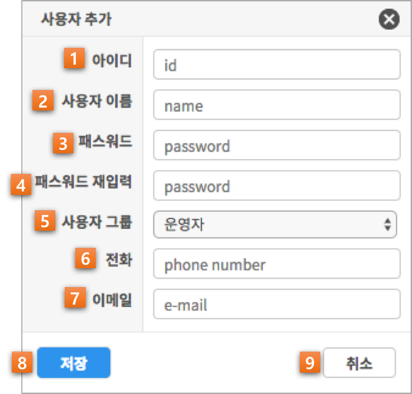 사용자 추가
1 아이디 id
2 사용자 이름 name
3 패스워드 password
4 패스워드 재입력 password
5 사용자 그룹 운영자
6 전화 phone number
7 이메일 e-mail
8 저장 9 취소